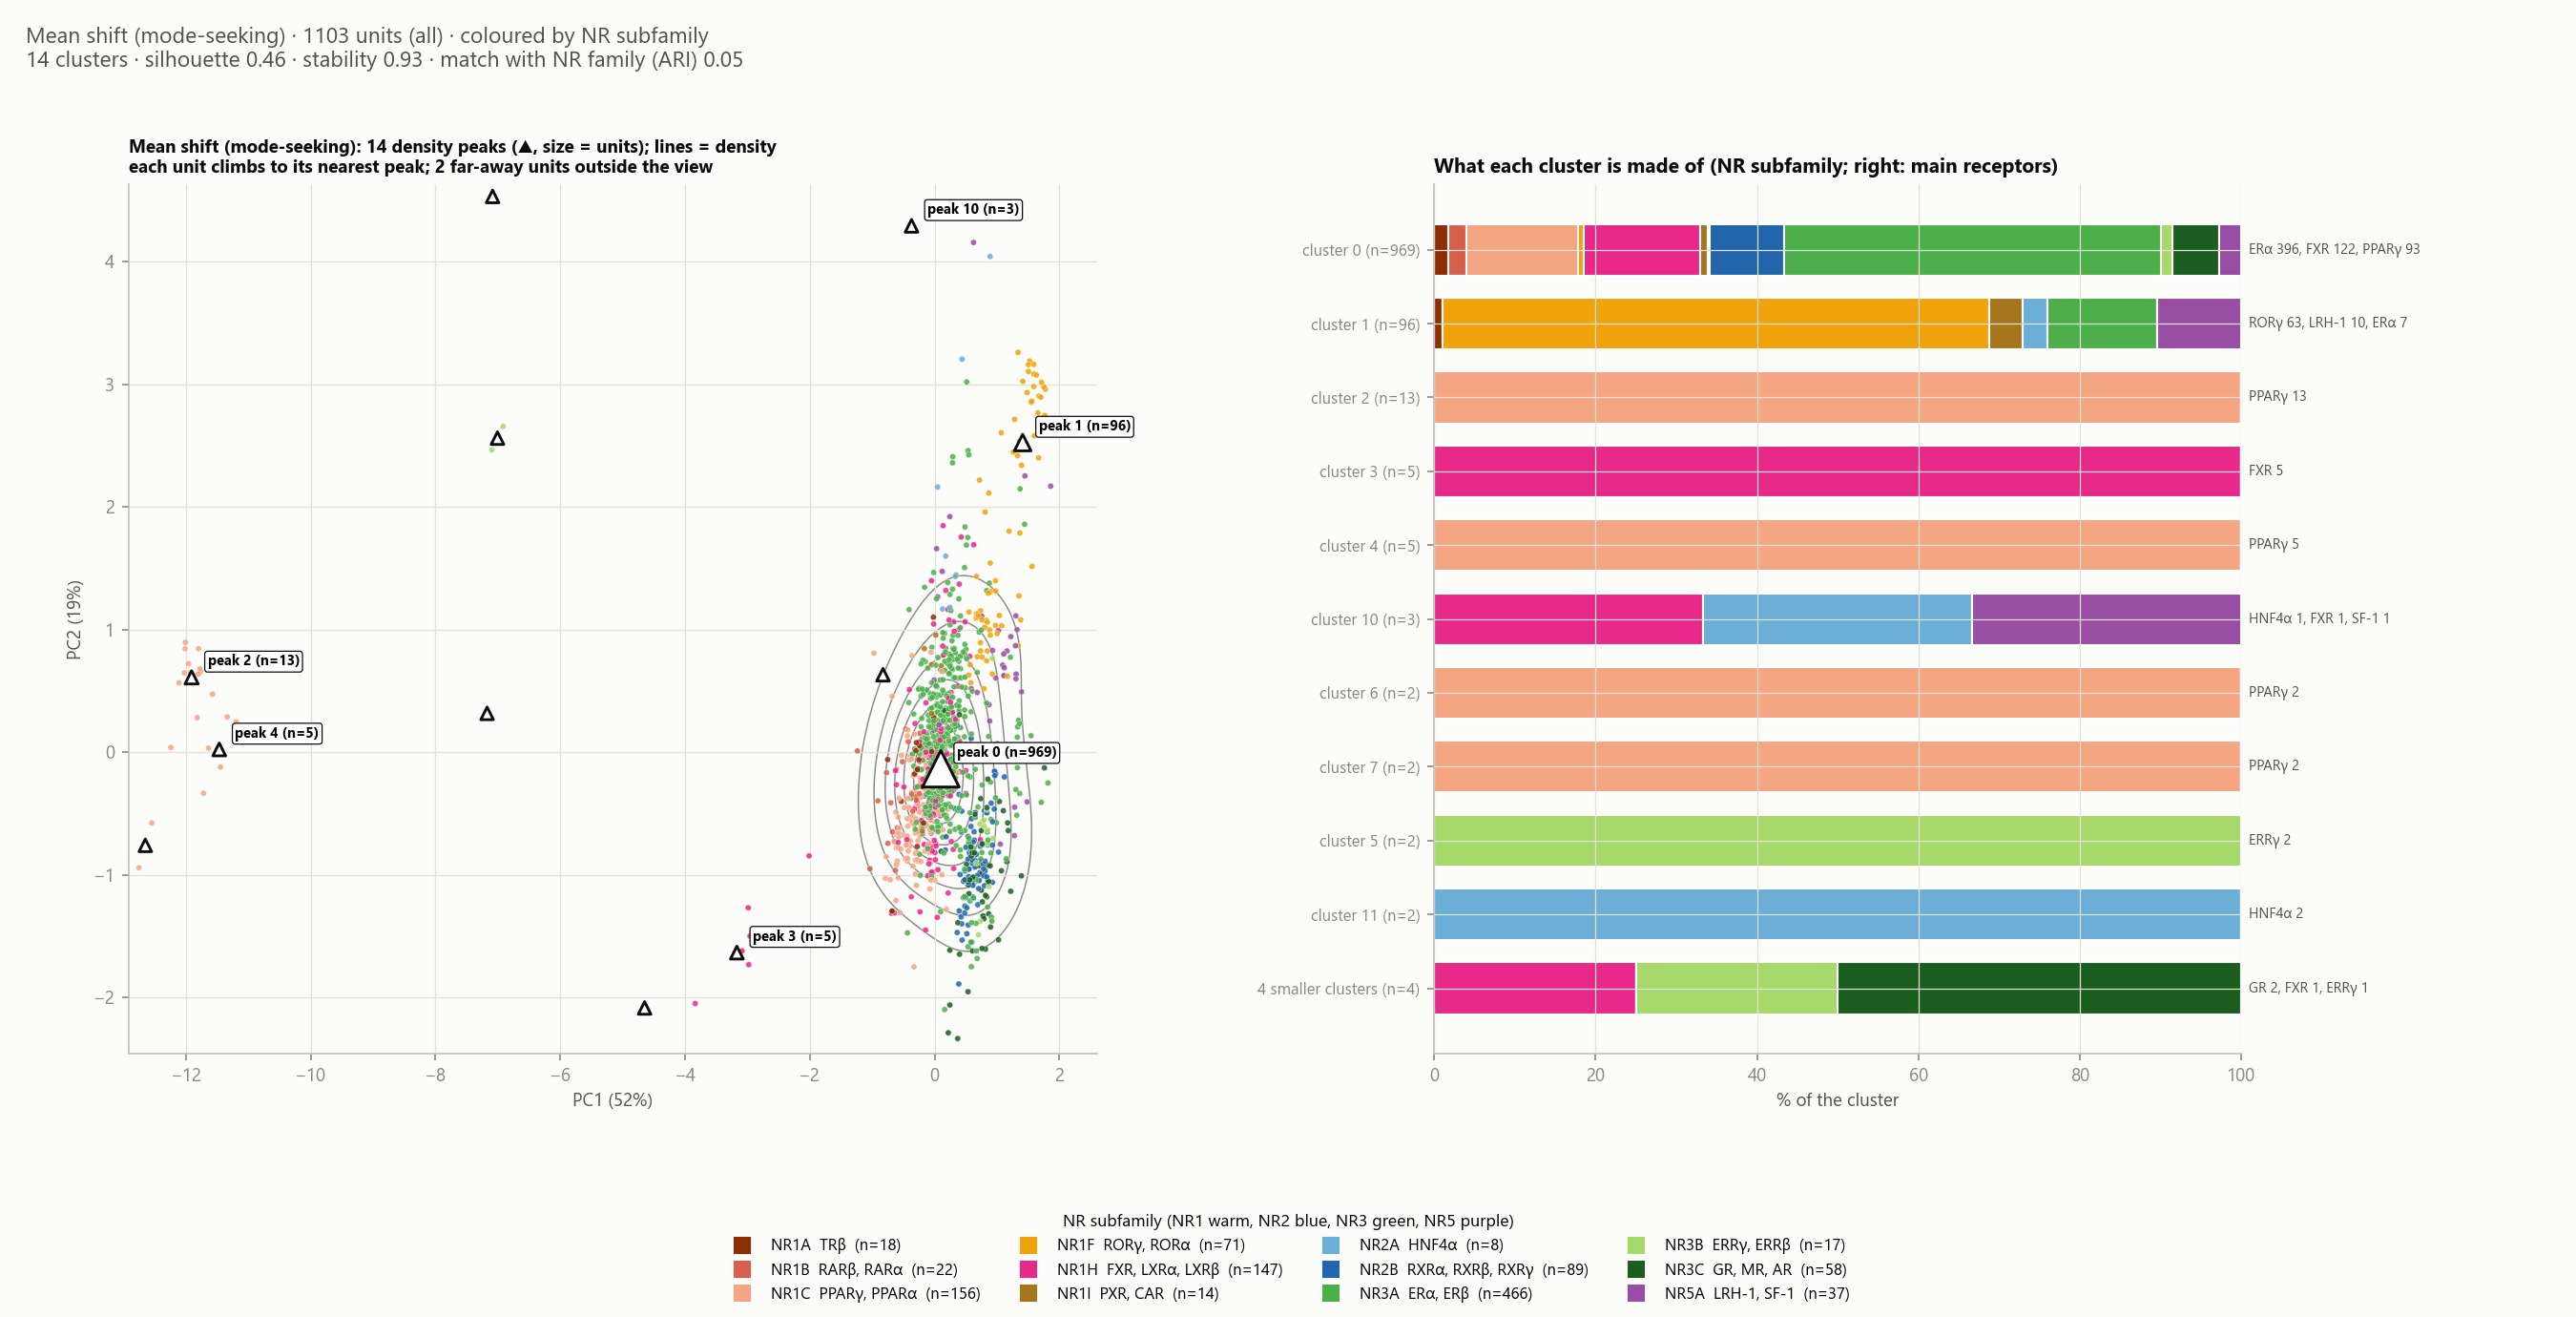 Mean shift (mode-seeking) · 1103 units (all) · coloured by NR subfamily
14 clusters · silhouette 0.46 · stability 0.93 · match with NR family (ARI) 0.05
Mean shift (mode-seeking): 14 density peaks (▲, size = units); lines = density
each unit climbs to its nearest peak; 2 far-away units outside the view
peak 10 (n=3)
peak 1 (n=96)
peak 2 (n=13)
peak 4 (n=5)
peak 0 (n=969)
peak 3 (n=5)
4
3
2
1
0
−1
−2
PC2 (19%)
−12 −10 −8 −6 −4 −2 0 2
PC1 (52%)
What each cluster is made of (NR subfamily; right: main receptors)
cluster 0 (n=969) ERα 396, FXR 122, PPARγ 93
cluster 1 (n=96) RORγ 63, LRH-1 10, ERα 7
cluster 2 (n=13) PPARγ 13
cluster 3 (n=5) FXR 5
cluster 4 (n=5) PPARγ 5
cluster 10 (n=3) HNF4α 1, FXR 1, SF-1 1
cluster 6 (n=2) PPARγ 2
cluster 7 (n=2) PPARγ 2
cluster 5 (n=2) ERRγ 2
cluster 11 (n=2) HNF4α 2
4 smaller clusters (n=4) GR 2, FXR 1, ERRγ 1
0 20 40 60 80 100
% of the cluster
NR subfamily (NR1 warm, NR2 blue, NR3 green, NR5 purple)
NR1A TRβ (n=18)
NR1B RARβ, RARα (n=22)
NR1C PPARγ, PPARα (n=156)
NR1F RORγ, RORα (n=71)
NR1H FXR, LXRα, LXRβ (n=147)
NR1I PXR, CAR (n=14)
NR2A HNF4α (n=8)
NR2B RXRα, RXRβ, RXRγ (n=89)
NR3A ERα, ERβ (n=466)
NR3B ERRγ, ERRβ (n=17)
NR3C GR, MR, AR (n=58)
NR5A LRH-1, SF-1 (n=37)